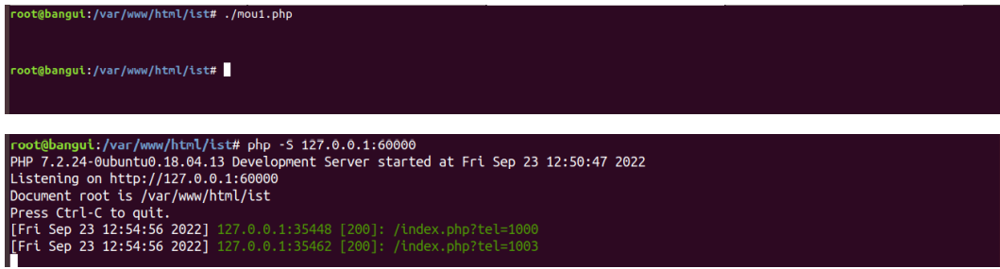 root@bangui:/var/www/html/ist# ./mou1.php
root@bangui:/var/www/html/ist#
root@bangui:/var/www/html/ist# php -S 127.0.0.1:60000
PHP 7.2.24-0ubuntu0.18.04.13 Development Server started at Fri Sep 23 12:50:47 2022
Listening on http://127.0.0.1:60000
Document root is /var/www/html/ist
Press Ctrl-C to quit.
[Fri Sep 23 12:54:56 2022] 127.0.0.1:35448 [200]: /index.php?tel=1000
[Fri Sep 23 12:54:56 2022] 127.0.0.1:35462 [200]: /index.php?tel=1003